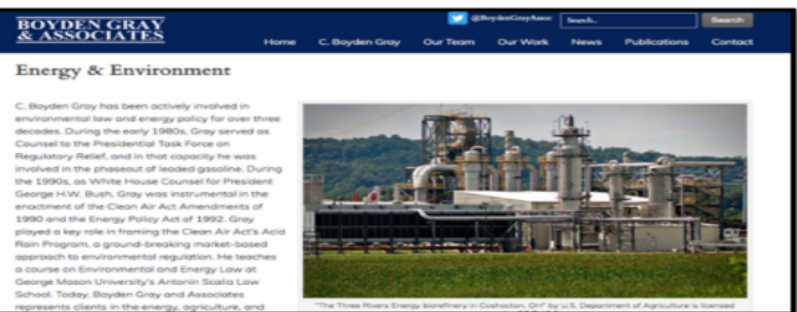 BOYDEN GRAY
& ASSOCIATES
@BoydenGrayAssoc
Search..
Search
Home
C. Boyden Gray
Our Team
Our Work
News
Publications
Contact
Energy & Environment
C. Boyden Gray has been actively involved in
environmental law and energy policy for over three
decades. During the early 1980s, Gray served as
Counsel to the Presidential Task Force on
Regulatory Relief, and in that capacity he was
involved in the phaseout of leaded gasoline. During
the 1990s, as White House Counsel for President
George H.W. Bush, Gray was instrumental in the
enactment of the Clean Air Act Amendments of
1990 and the Energy Policy Act of 1992. Gray
played a key role in framing the Clean Air Act's Acid
Rain Program, a ground-breaking market-based
approach to environmental regulation. He teaches
a course on Environmental and Energy Law at
George Mason University's Antonin Scalia Law
School. Today, Boyden Gray and Associates
represents clients in the energy, agriculture, and
"The Three Rivers Energy biorefinery in Coshocton, OH" by U.S. Department of Agriculture is licensed